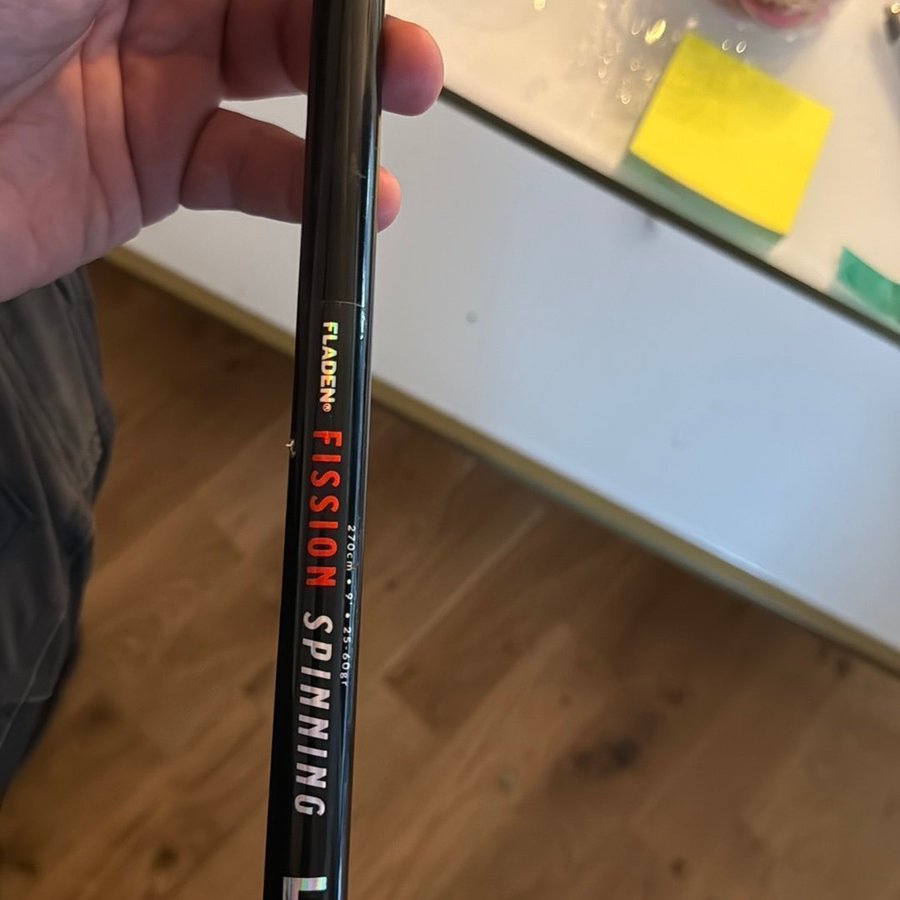 FLADEN® FISSION SPINNING
270cm • 9' • 25-60gr